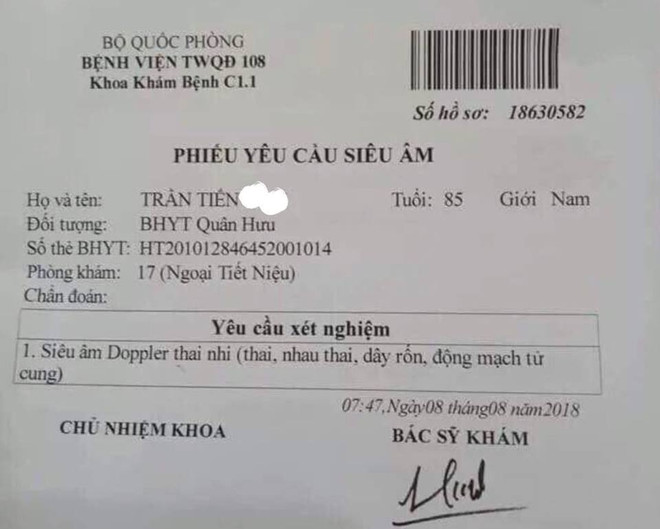 BỘ QUỐC PHÒNG
BỆNH VIỆN TWQĐ 108
Khoa Khám Bệnh C1.1
Số hồ sơ: 18630582
PHIẾU YÊU CẦU SIÊU ÂM
Họ và tên: TRẦN TIẾN Tuổi: 85 Giới Nam
Đối tượng: BHYT Quân Hưu
Số thẻ BHYT: HT201012846452001014
Phòng khám: 17 (Ngoại Tiết Niệu)
Chẩn đoán:
Yêu cầu xét nghiệm
1. Siêu âm Doppler thai nhi (thai, nhau thai, dây rốn, động mạch tử
cung)
07:47,Ngày08 tháng08 năm2018
CHỦ NHIỆM KHOA BÁC SỸ KHÁM